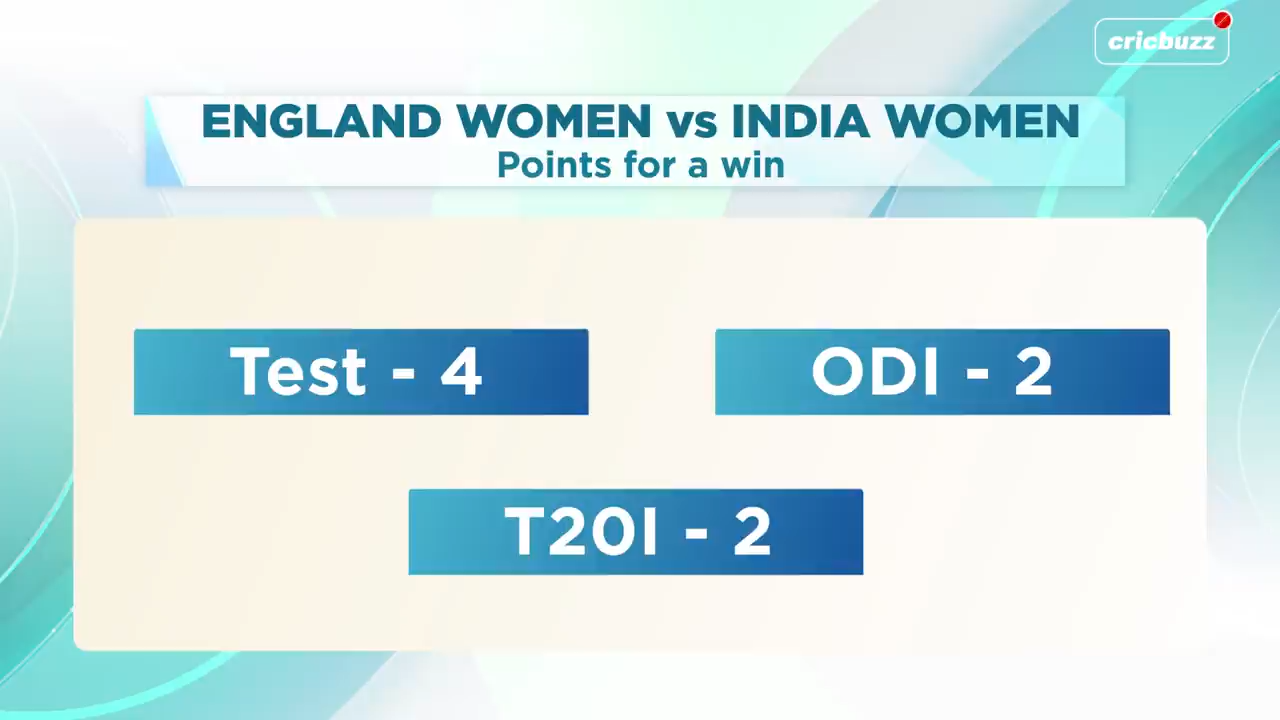 cricbuzz
ENGLAND WOMEN vs INDIA WOMEN
Points for a win
Test - 4
ODI - 2
T20I - 2